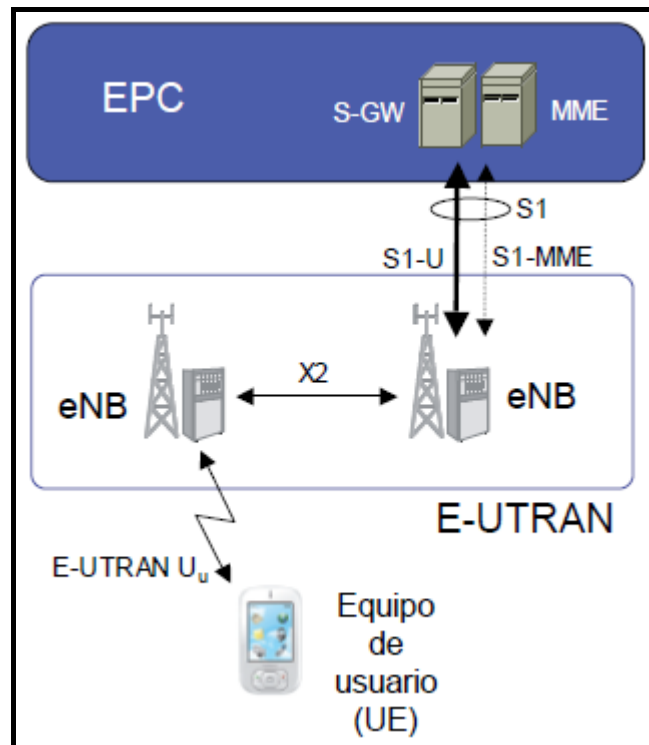 EPC
S-GW
MME
S1
S1-U
S1-MME
X2
eNB
eNB
E-UTRAN
E-UTRAN Uu
Equipo
de
usuario
(UE)